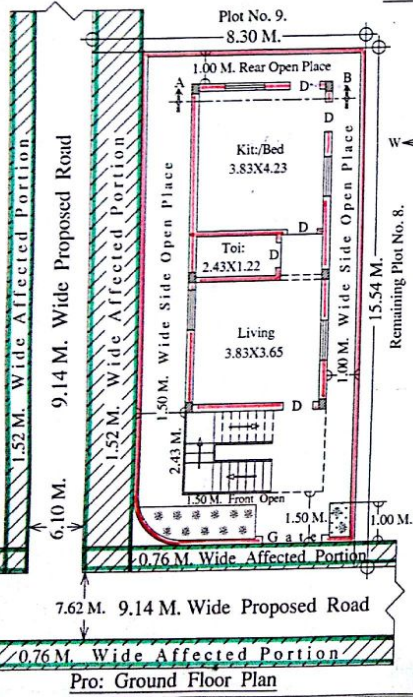 Plot No. 9.
8.30 M.
1.00 M. Rear Open Place
A
B
D
D
W
Kit:/Bed
3.83X4.23
1.52 M. Wide Affected Portion
9.14 M. Wide Proposed Road
1.52 M. Wide Affected Portion
1.50 M. Wide Side Open Place
1.00 M. Wide Side Open Place
15.54 M.
Remaining Plot No. 8.
D
Toi:
2.43X1.22
D
Living
3.83X3.65
D
2.43 M.
6.10 M.
1.50 M. Front Open
1.50 M.
1.00 M.
Gate
0.76 M. Wide Affected Portion
7.62 M.
9.14 M. Wide Proposed Road
0.76 M. Wide Affected Portion
Pro: Ground Floor Plan